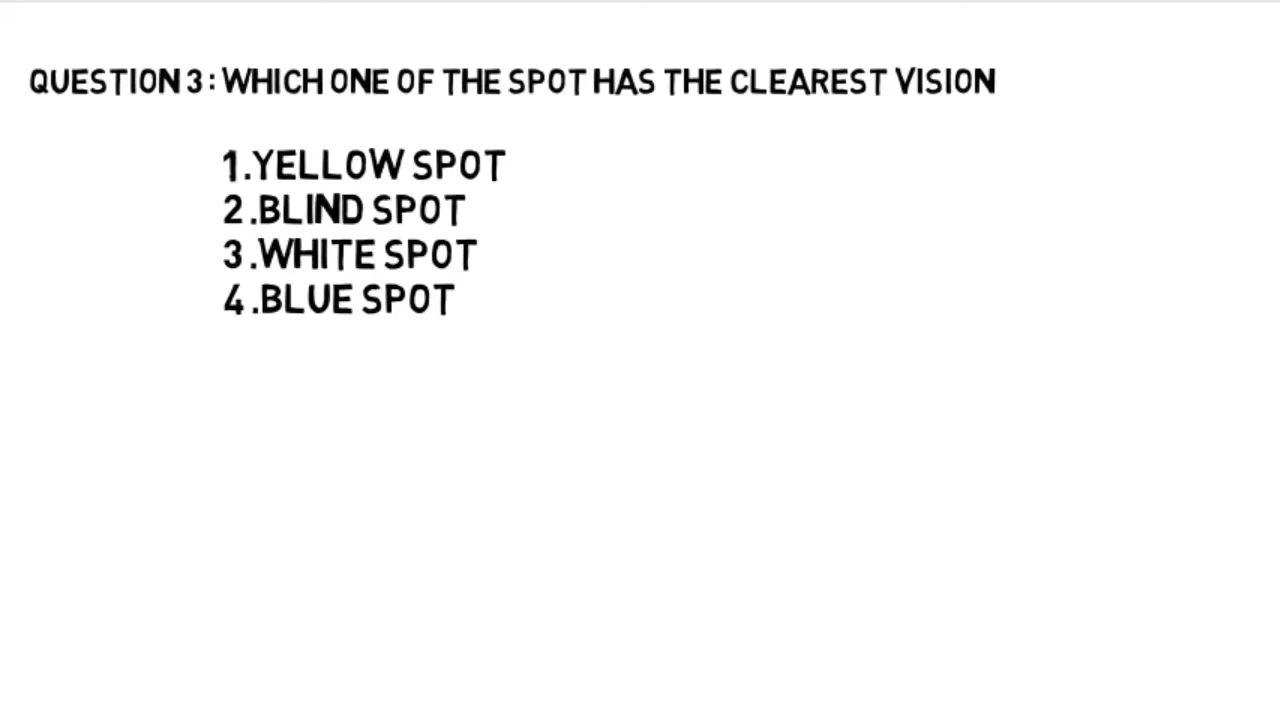 QUESTION 3 : WHICH ONE OF THE SPOT HAS THE CLEAREST VISION
1.YELLOW SPOT
2.BLIND SPOT
3.WHITE SPOT
4.BLUE SPOT